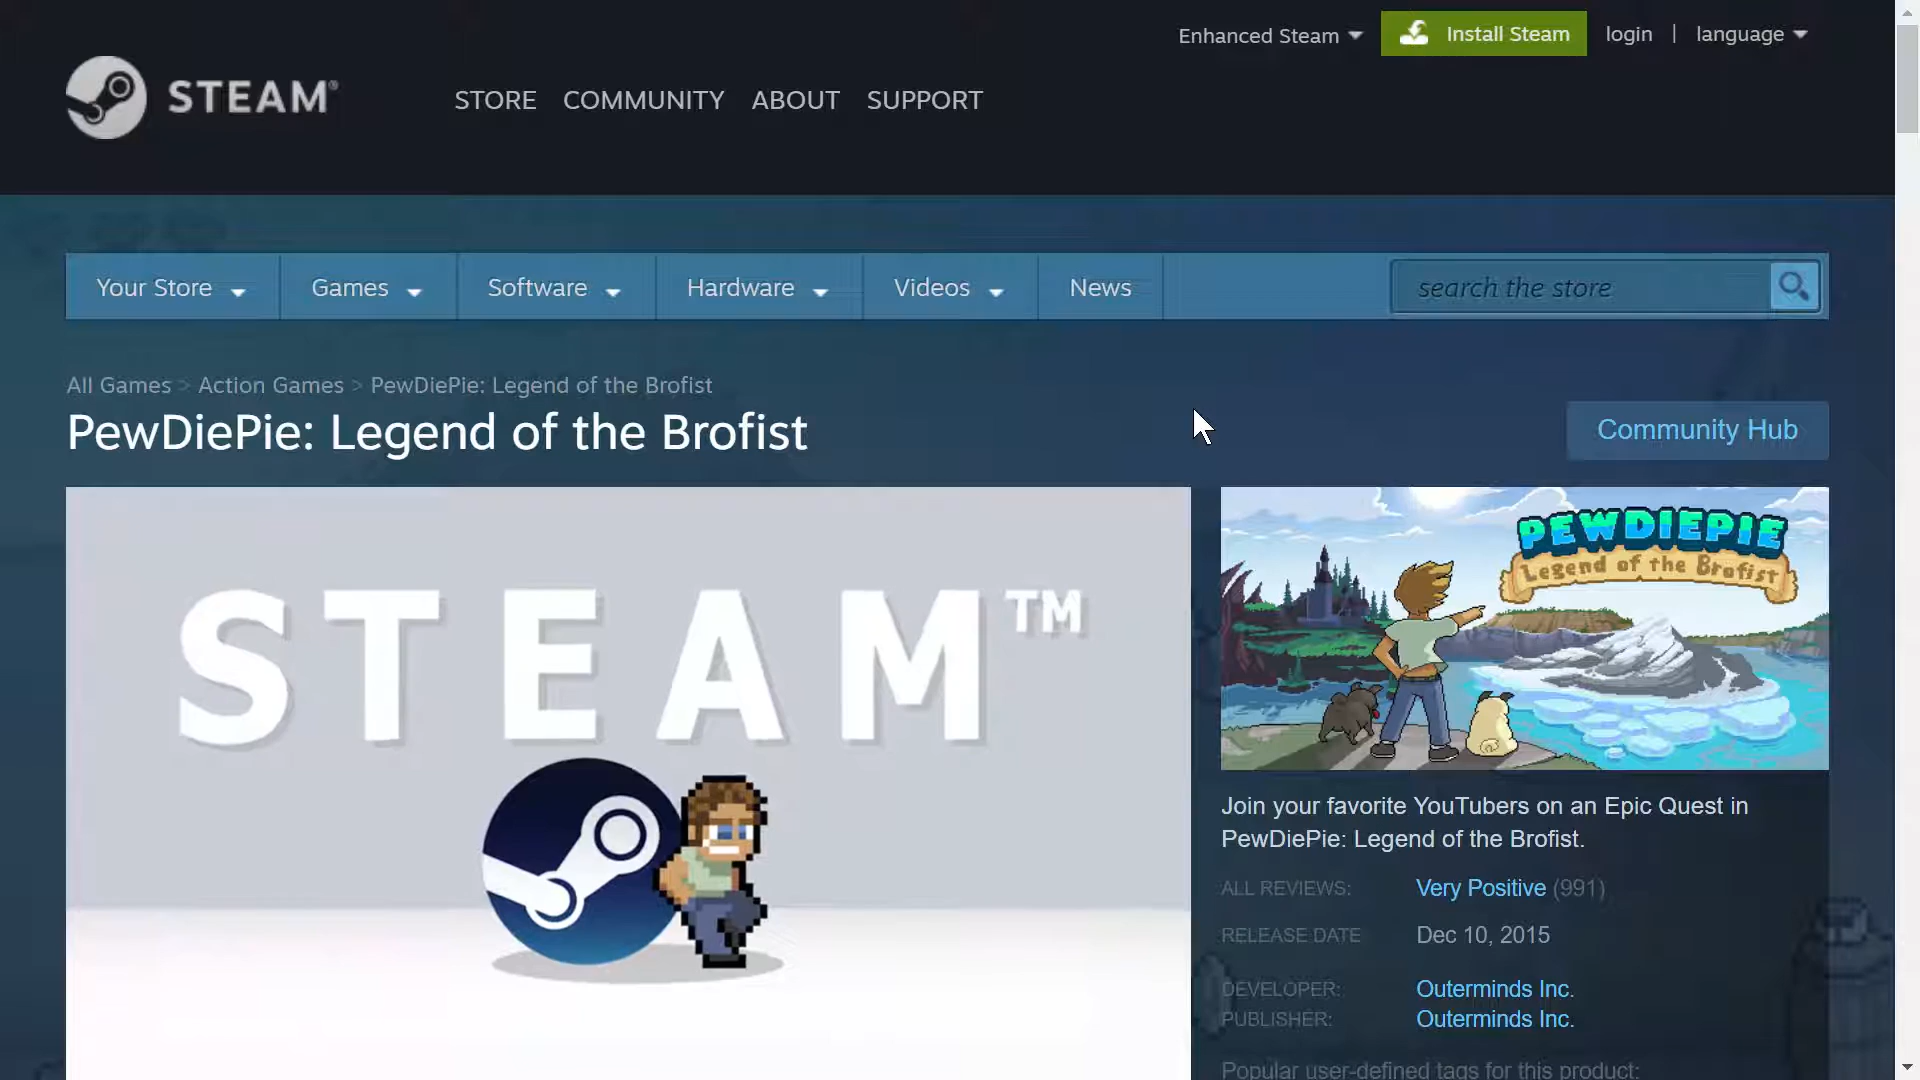 Enhanced Steam
Install Steam
login | language
STEAM®
STORE COMMUNITY ABOUT SUPPORT
Your Store Games Software Hardware Videos News
search the store
All Games > Action Games > PewDiePie: Legend of the Brofist
PewDiePie: Legend of the Brofist
Community Hub
STEAM™
PEWDIEPIE
Legend of the Brofist
Join your favorite YouTubers on an Epic Quest in
PewDiePie: Legend of the Brofist.
ALL REVIEWS: Very Positive (991)
RELEASE DATE Dec 10, 2015
DEVELOPER: Outerminds Inc.
PUBLISHER: Outerminds Inc.
Popular user-defined tags for this product: